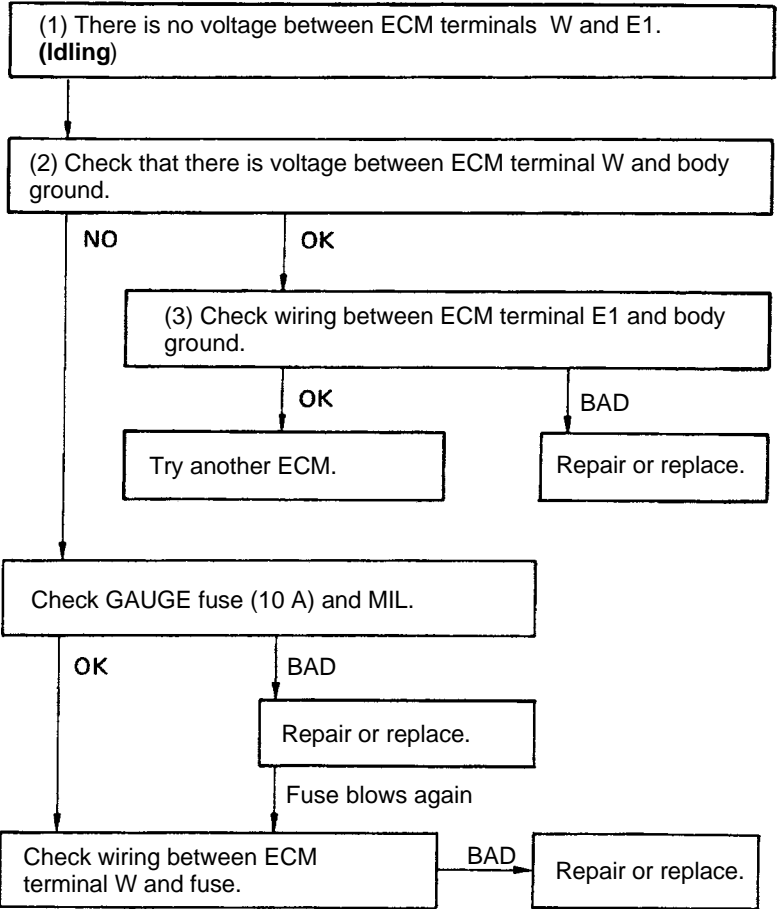 (1) There is no voltage between ECM terminals W and E1.
(Idling)
(2) Check that there is voltage between ECM terminal W and body
ground.
NO
OK
(3) Check wiring between ECM terminal E1 and body
ground.
OK
BAD
Try another ECM.
Repair or replace.
Check GAUGE fuse (10 A) and MIL.
OK
BAD
Repair or replace.
Fuse blows again
Check wiring between ECM
terminal W and fuse.
BAD
Repair or replace.